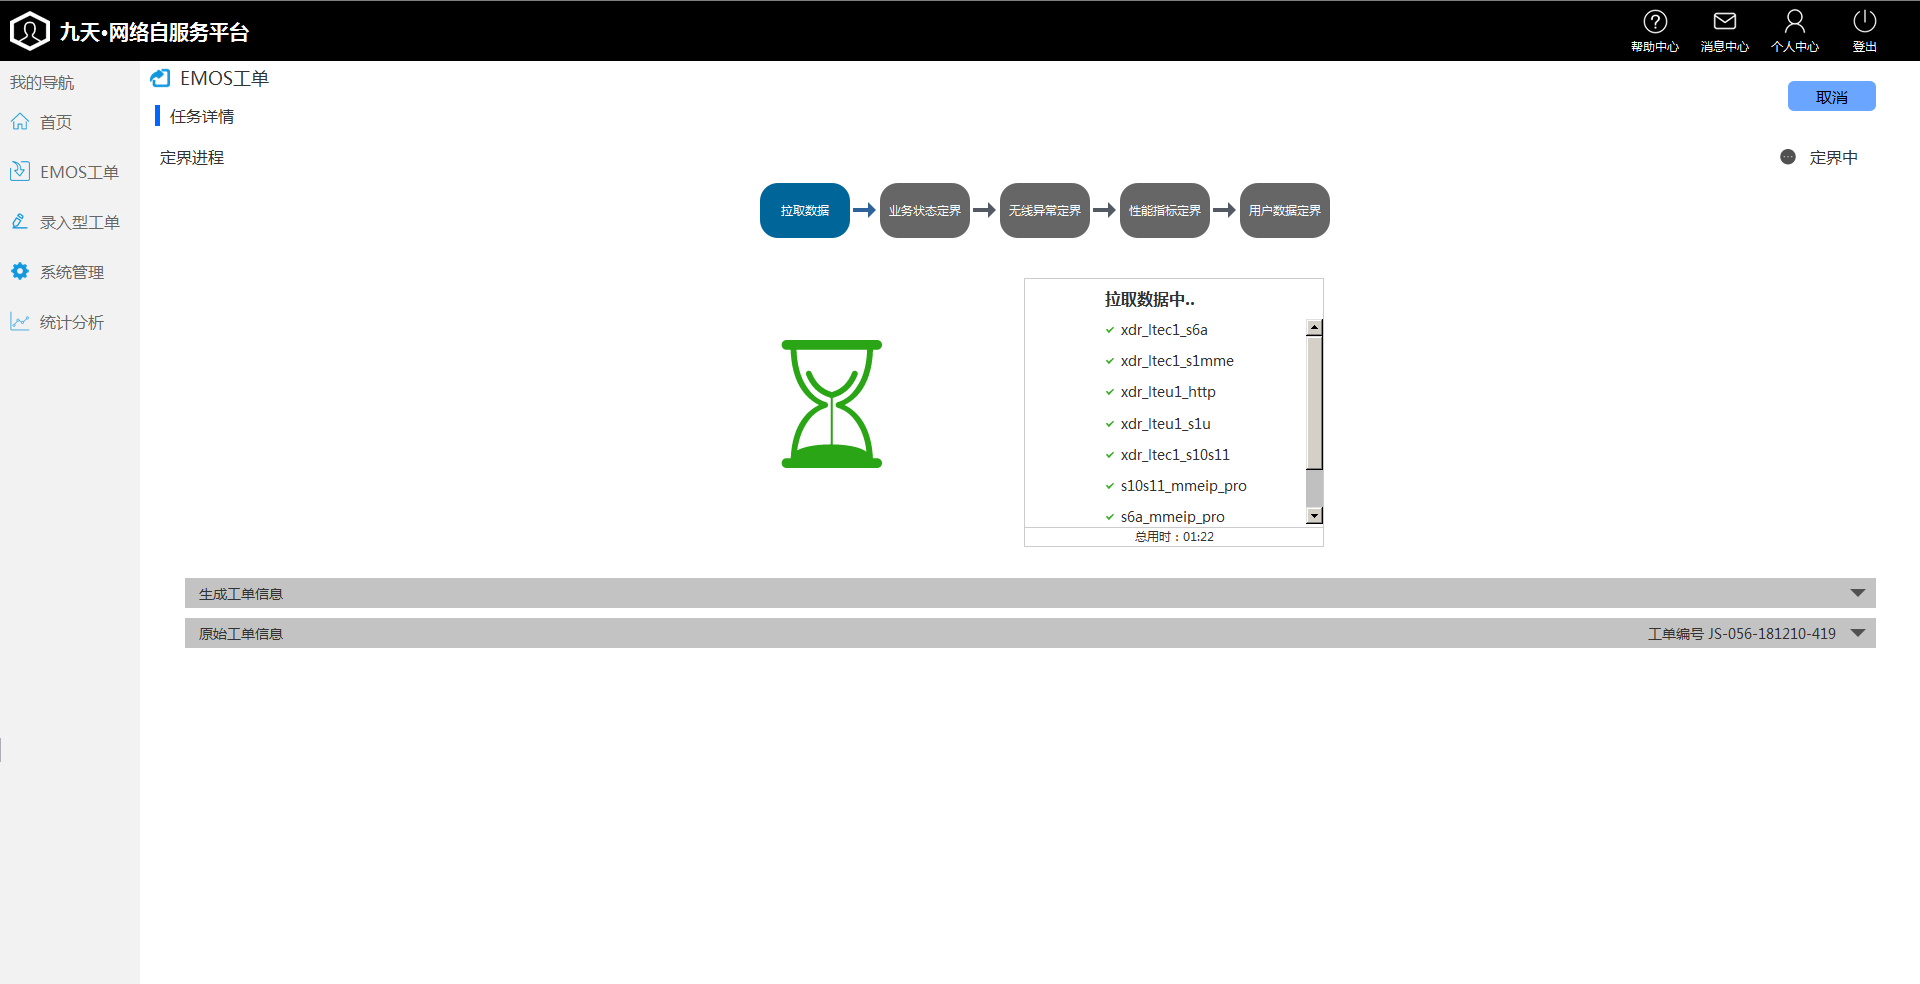 九天•网络自服务平台
帮助中心
消息中心
个人中心
登出
我的导航
首页
EMOS工单
录入型工单
系统管理
统计分析
EMOS工单
取消
任务详情
定界进程
定界中
拉取数据
业务状态定界
无线异常定界
性能指标定界
用户数据定界
拉取数据中..
xdr_ltec1_s6a
xdr_ltec1_s1mme
xdr_lteu1_http
xdr_lteu1_s1u
xdr_ltec1_s10s11
s10s11_mmeip_pro
s6a_mmeip_pro
总用时：01:22
生成工单信息
原始工单信息
工单编号 JS-056-181210-419